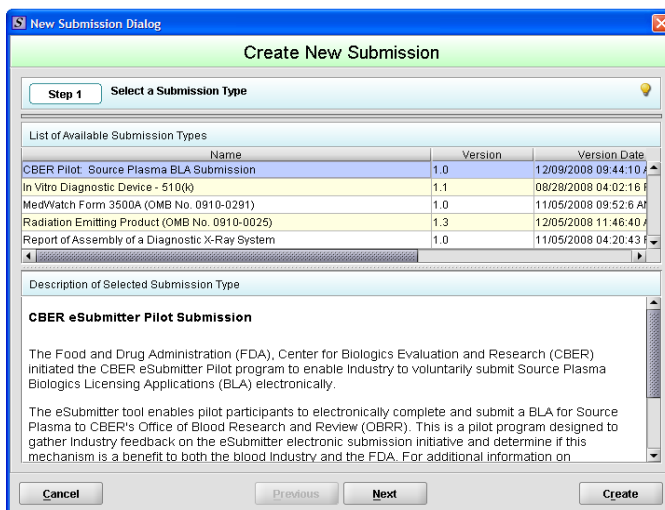 New Submission Dialog
Create New Submission
Step 1 Select a Submission Type
List of Available Submission Types
Name Version Version Date
CBER Pilot: Source Plasma BLA Submission 1.0 12/09/2008 09:44:10
In Vitro Diagnostic Device - 510(k) 1.1 08/28/2008 04:02:16
MedWatch Form 3500A (OMB No. 0910-0291) 1.0 11/05/2008 09:52:6
Radiation Emitting Product (OMB No. 0910-0025) 1.3 12/05/2008 11:46:40
Report of Assembly of a Diagnostic X-Ray System 1.0 11/05/2008 04:20:43
Description of Selected Submission Type
CBER eSubmitter Pilot Submission
The Food and Drug Administration (FDA), Center for Biologics Evaluation and Research (CBER)
initiated the CBER eSubmitter Pilot program to enable Industry to voluntarily submit Source Plasma
Biologics Licensing Applications (BLA) electronically.
The eSubmitter tool enables pilot participants to electronically complete and submit a BLA for Source
Plasma to CBER's Office of Blood Research and Review (OBRR). This is a pilot program designed to
gather Industry feedback on the eSubmitter electronic submission initiative and determine if this
mechanism is a benefit to both the blood Industry and the FDA. For additional information on
Cancel Previous Next Create